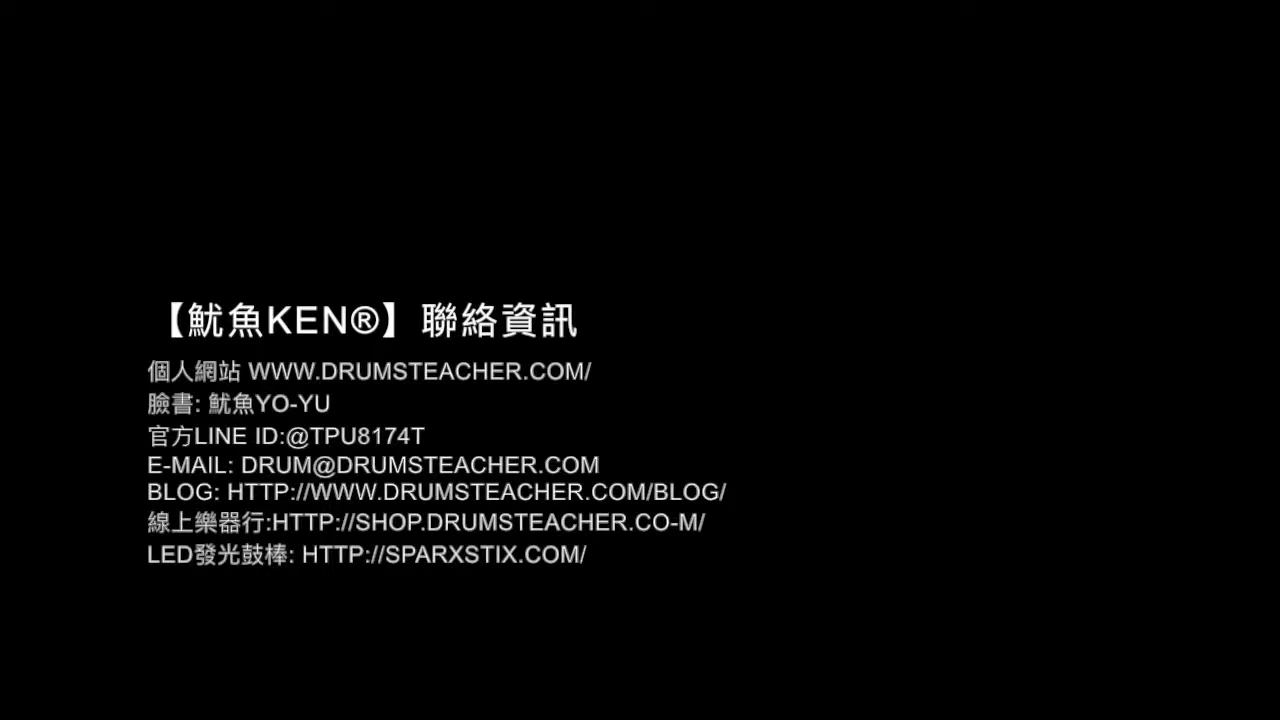 【魷魚KEN®】聯絡資訊
個人網站 WWW.DRUMSTEACHER.COM/
臉書: 魷魚YO-YU
官方LINE ID:@TPU8174T
E-MAIL: DRUM@DRUMSTEACHER.COM
BLOG: HTTP://WWW.DRUMSTEACHER.COM/BLOG/
線上樂器行:HTTP://SHOP.DRUMSTEACHER.CO-M/
LED發光鼓棒: HTTP://SPARXSTIX.COM/